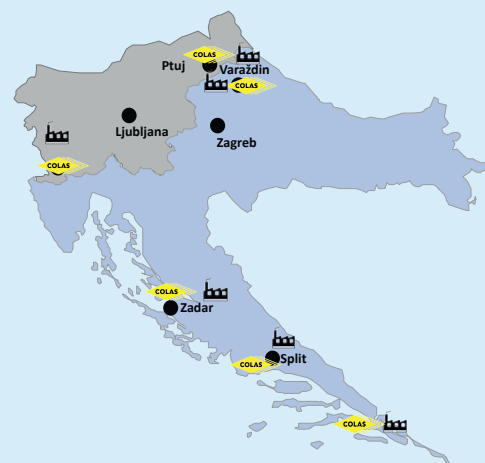 COLAS
Ptuj
Varaždin
COLAS
Ljubljana
Zagreb
COLAS
COLAS
Zadar
Split
COLAS
COLAS